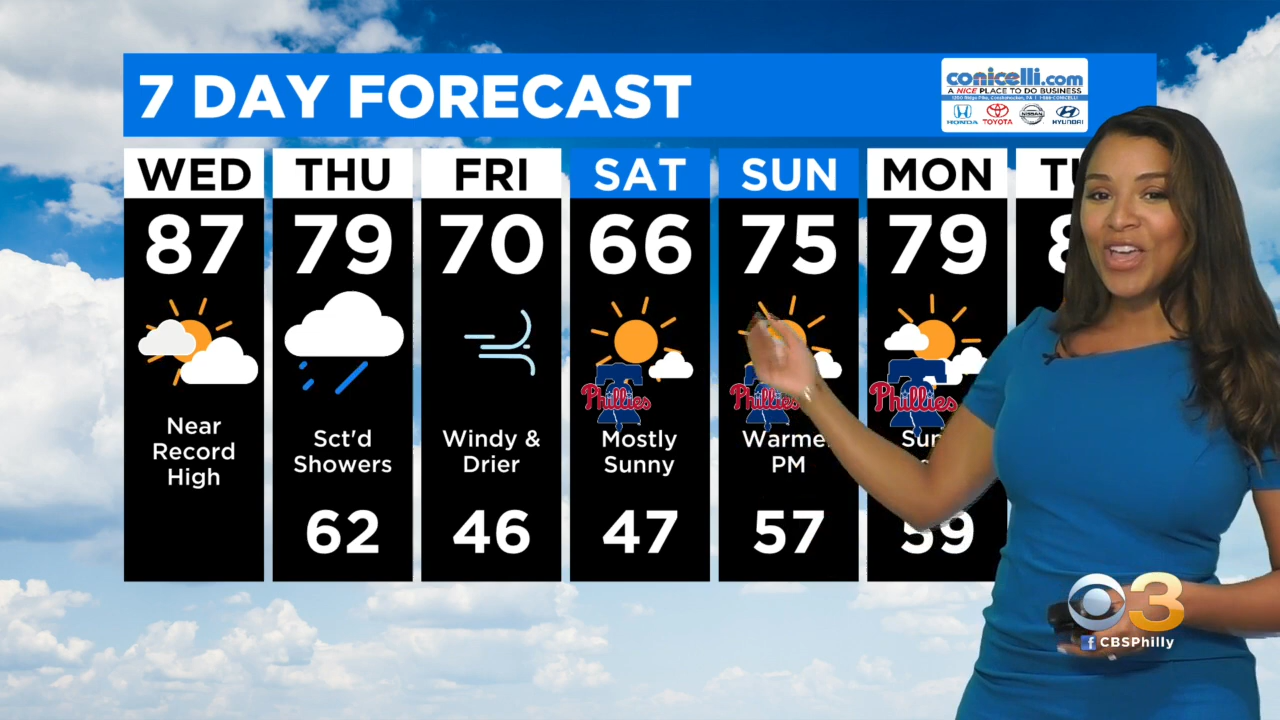 7 DAY FORECAST
conicelli.com
A NICE PLACE TO DO BUSINESS
HONDA TOYOTA NISSAN HYUNDAI
WED THU FRI SAT SUN MON
87 79 70 66 75 79
Phillies Phillies Phillies
Near
Record
High
Sct'd
Showers
Windy &
Drier
Mostly
Sunny
Warmer
PM
62 46 47 57 59
3
f CBSPhilly